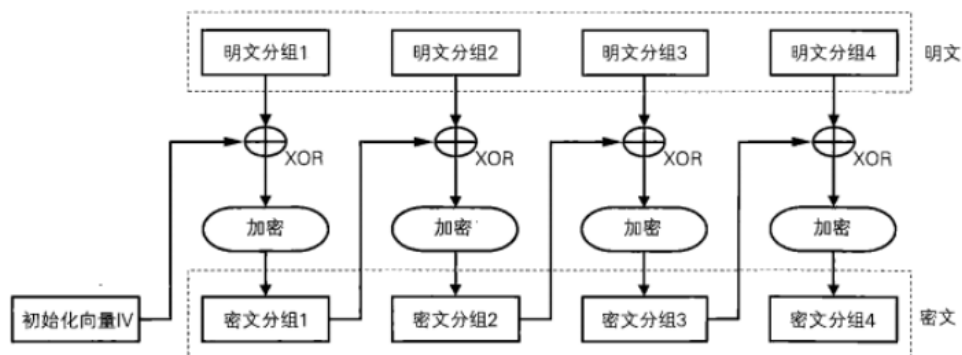 明文分组1 明文分组2 明文分组3 明文分组4 明文
XOR XOR XOR XOR
加密 加密 加密 加密
初始化向量IV 密文分组1 密文分组2 密文分组3 密文分组4 密文